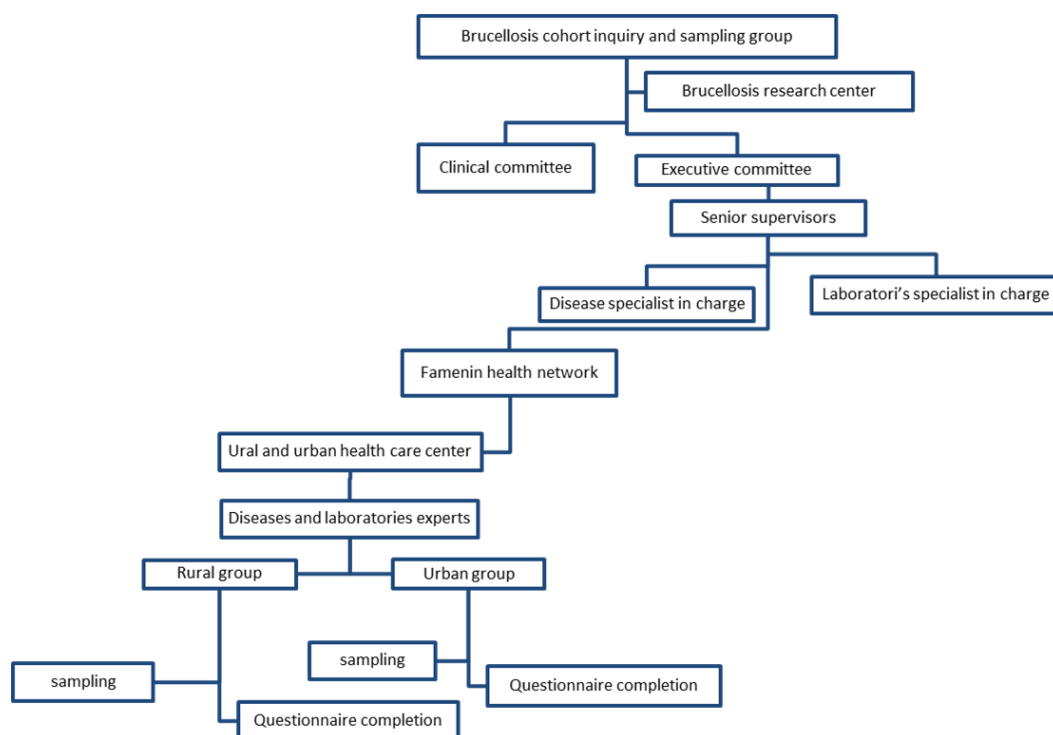 Brucellosis cohort inquiry and sampling group
Brucellosis research center
Clinical committee
Executive committee
Senior supervisors
Disease specialist in charge
Laboratori's specialist in charge
Famenin health network
Ural and urban health care center
Diseases and laboratories experts
Rural group
Urban group
sampling
Questionnaire completion
sampling
Questionnaire completion